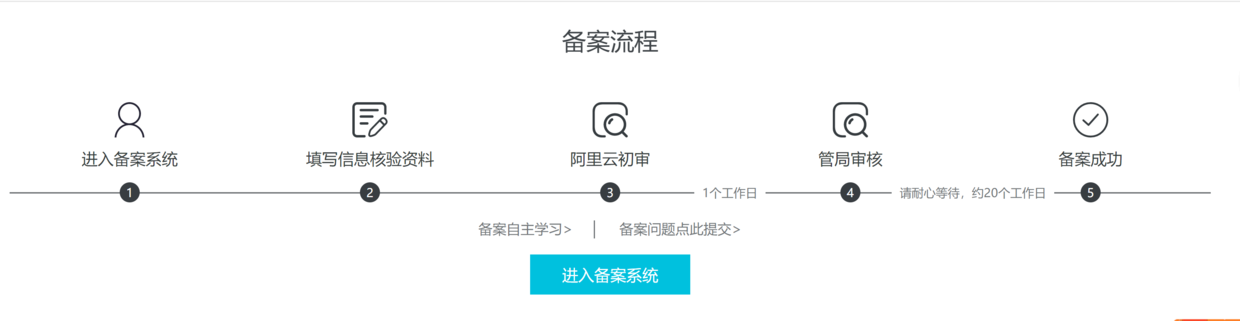 备案流程
进入备案系统 填写信息核验资料 阿里云初审 管局审核 备案成功
1 2 3 1个工作日 4 请耐心等待，约20个工作日 5
备案自主学习> | 备案问题点此提交>
进入备案系统